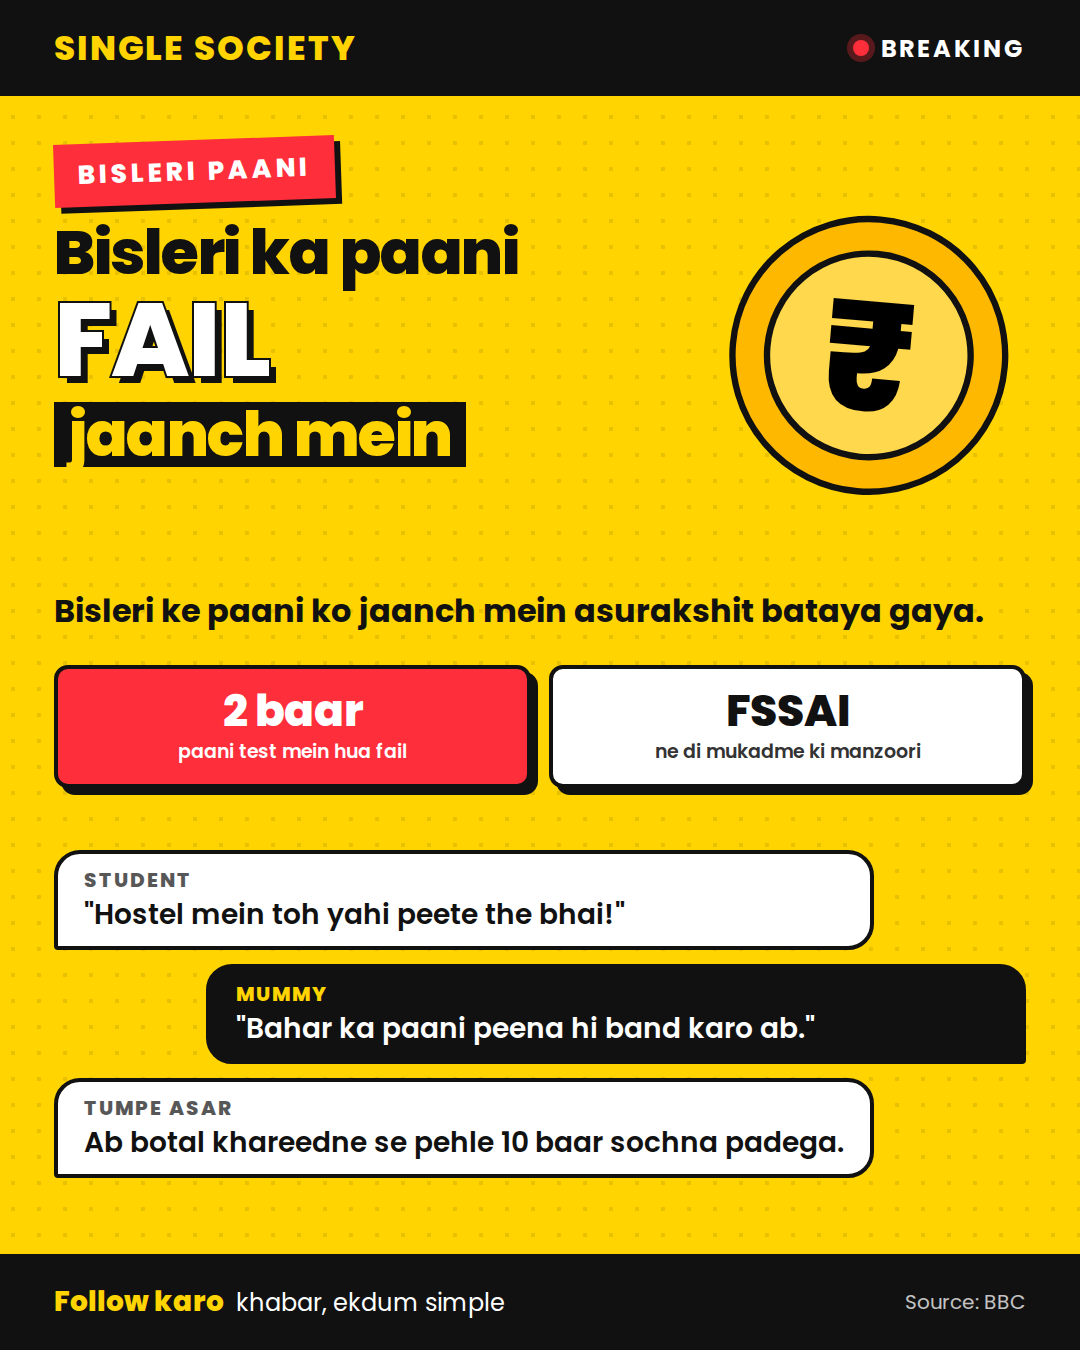 SINGLE SOCIETY
BREAKING
BISLERI PAANI
Bisleri ka paani
FAIL
jaanch mein
₹
Bisleri ke paani ko jaanch mein asurakshit bataya gaya.
2 baar
paani test mein hua fail
FSSAI
ne di mukadme ki manzoori
STUDENT
"Hostel mein toh yahi peete the bhai!"
MUMMY
"Bahar ka paani peena hi band karo ab."
TUMPE ASAR
Ab botal khareedne se pehle 10 baar sochna padega.
Follow karo khabar, ekdum simple
Source: BBC